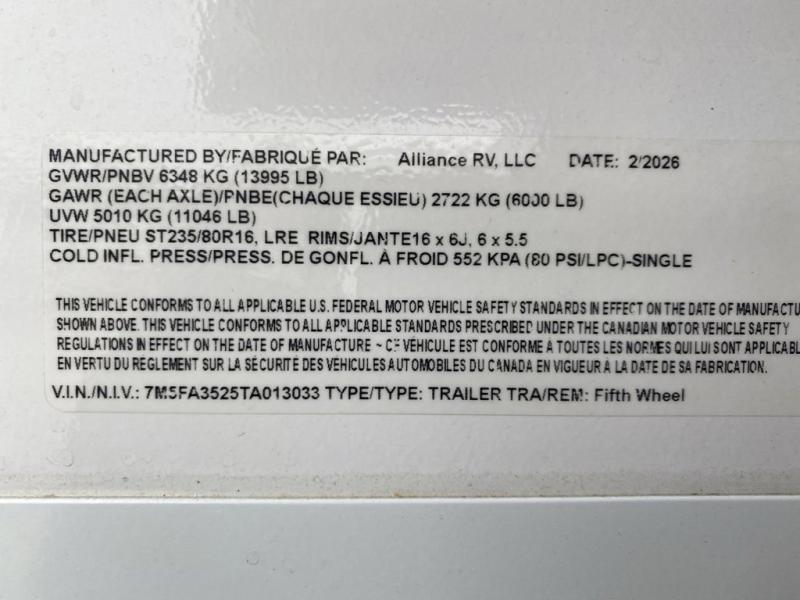 MANUFACTURED BY/FABRIQUÉ PAR: Alliance RV, LLC DATE: 2/2026
GVWR/PNBV 6348 KG (13995 LB)
GAWR (EACH AXLE)/PNBE(CHAQUE ESSIEU) 2722 KG (6000 LB)
UVW 5010 KG (11046 LB)
TIRE/PNEU ST235/80R16, LRE RIMS/JANTE16 x 6J, 6 x 5.5
COLD INFL. PRESS/PRESS. DE GONFL. À FROID 552 KPA (80 PSI/LPC)-SINGLE
THIS VEHICLE CONFORMS TO ALL APPLICABLE U.S. FEDERAL MOTOR VEHICLE SAFETY STANDARDS IN EFFECT ON THE DATE OF MANUFACTU
SHOWN ABOVE. THIS VEHICLE CONFORMS TO ALL APPLICABLE STANDARDS PRESCRIBED UNDER THE CANADIAN MOTOR VEHICLE SAFETY
REGULATIONS IN EFFECT ON THE DATE OF MANUFACTURE ~ CE VÉHICULE EST CONFORME À TOUTES LES NORMES QUI LUI SONT APPLICABL
EN VERTU DU RÈGLEMENT SUR LA SÉCURITÉ DES VÉHICULES AUTOMOBILES DU CANADA EN VIGUEUR À LA DATE DE SA FABRICATION.
V.I.N./N.I.V.: 7M5FA3525TA013033 TYPE/TYPE: TRAILER TRA/REM: Fifth Wheel